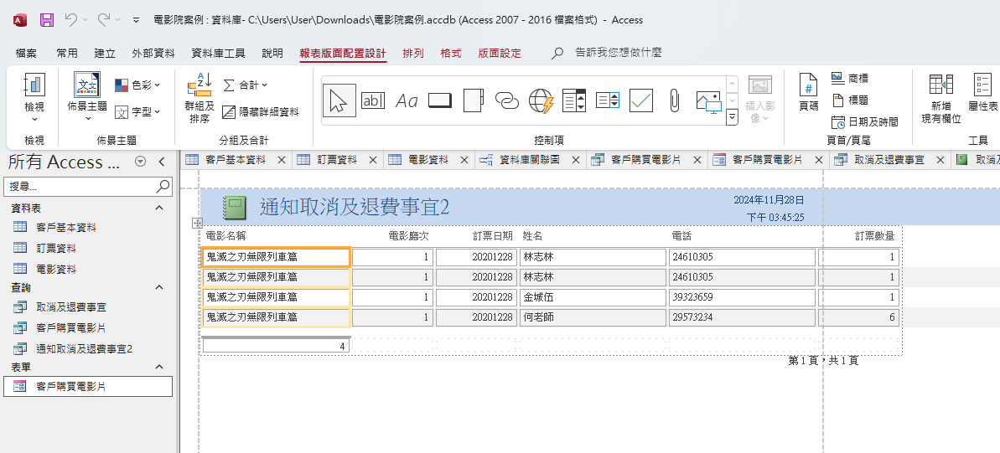 電影院案例 : 資料庫- C:\Users\User\Downloads\電影院案例.accdb (Access 2007 - 2016 檔案格式) - Access
檔案 常用 建立 外部資料 資料庫工具 說明 報表版面配置設計 排列 格式 版面設定 告訴我您想做什麼
檢視
檢視
佈景主題
色彩
字型
佈景主題
群組及
排序
合計
隱藏詳細資料
分組及合計
ab
Aa
控制項
插入影
像
頁碼
商標
標題
日期及時間
頁首/頁尾
新增
現有欄位
屬性表
工具
所有 Access ...
搜尋...
資料表
客戶基本資料
訂票資料
電影資料
查詢
取消及退費事宜
客戶購買電影片
通知取消及退費事宜2
表單
客戶購買電影片
客戶基本資料 訂票資料 電影資料 資料庫關聯圖 客戶購買電影片 客戶購買電影片 取消及退費事宜 取消及
通知取消及退費事宜2
2024年11月28日
下午 03:45:25
電影名稱 電影廳次 訂票日期 姓名 電話 訂票數量
鬼滅之刃無限列車篇 1 20201228 林志林 24610305 1
鬼滅之刃無限列車篇 1 20201228 林志林 24610305 1
鬼滅之刃無限列車篇 1 20201228 金城伍 39323659 1
鬼滅之刃無限列車篇 1 20201228 何老師 29573234 6
4
第 1 頁，共 1 頁